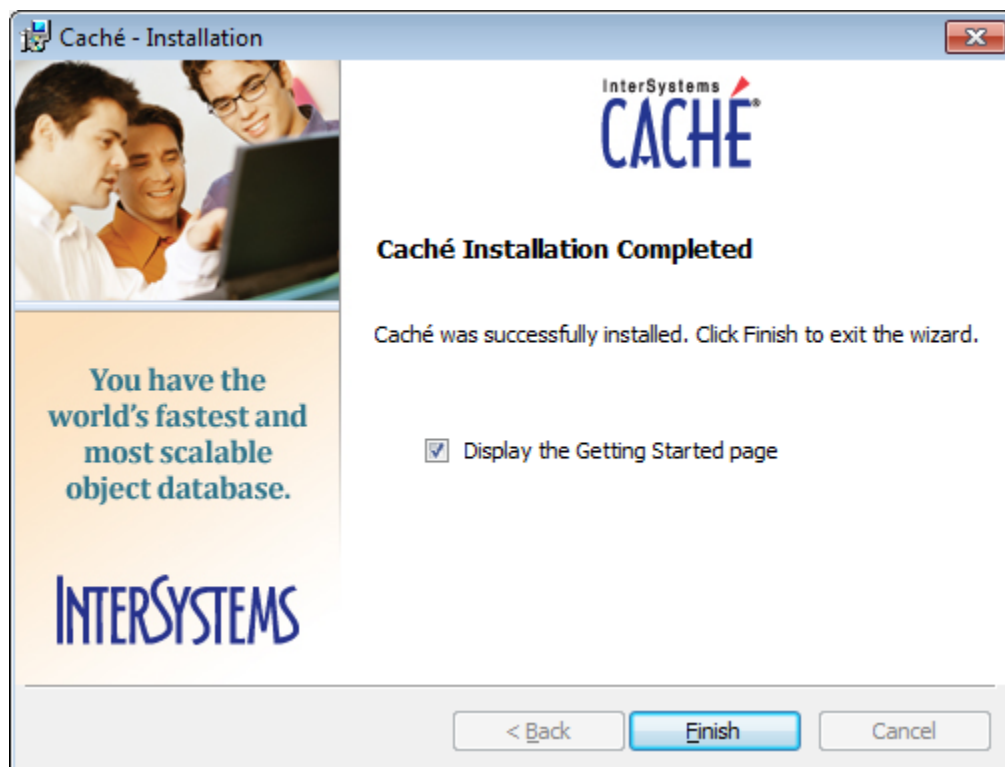 Caché - Installation
InterSystems
CACHÉ®
Caché Installation Completed
Caché was successfully installed. Click Finish to exit the wizard.
You have the
world's fastest and
most scalable
object database.
Display the Getting Started page
INTERSYSTEMS
< Back
Finish
Cancel